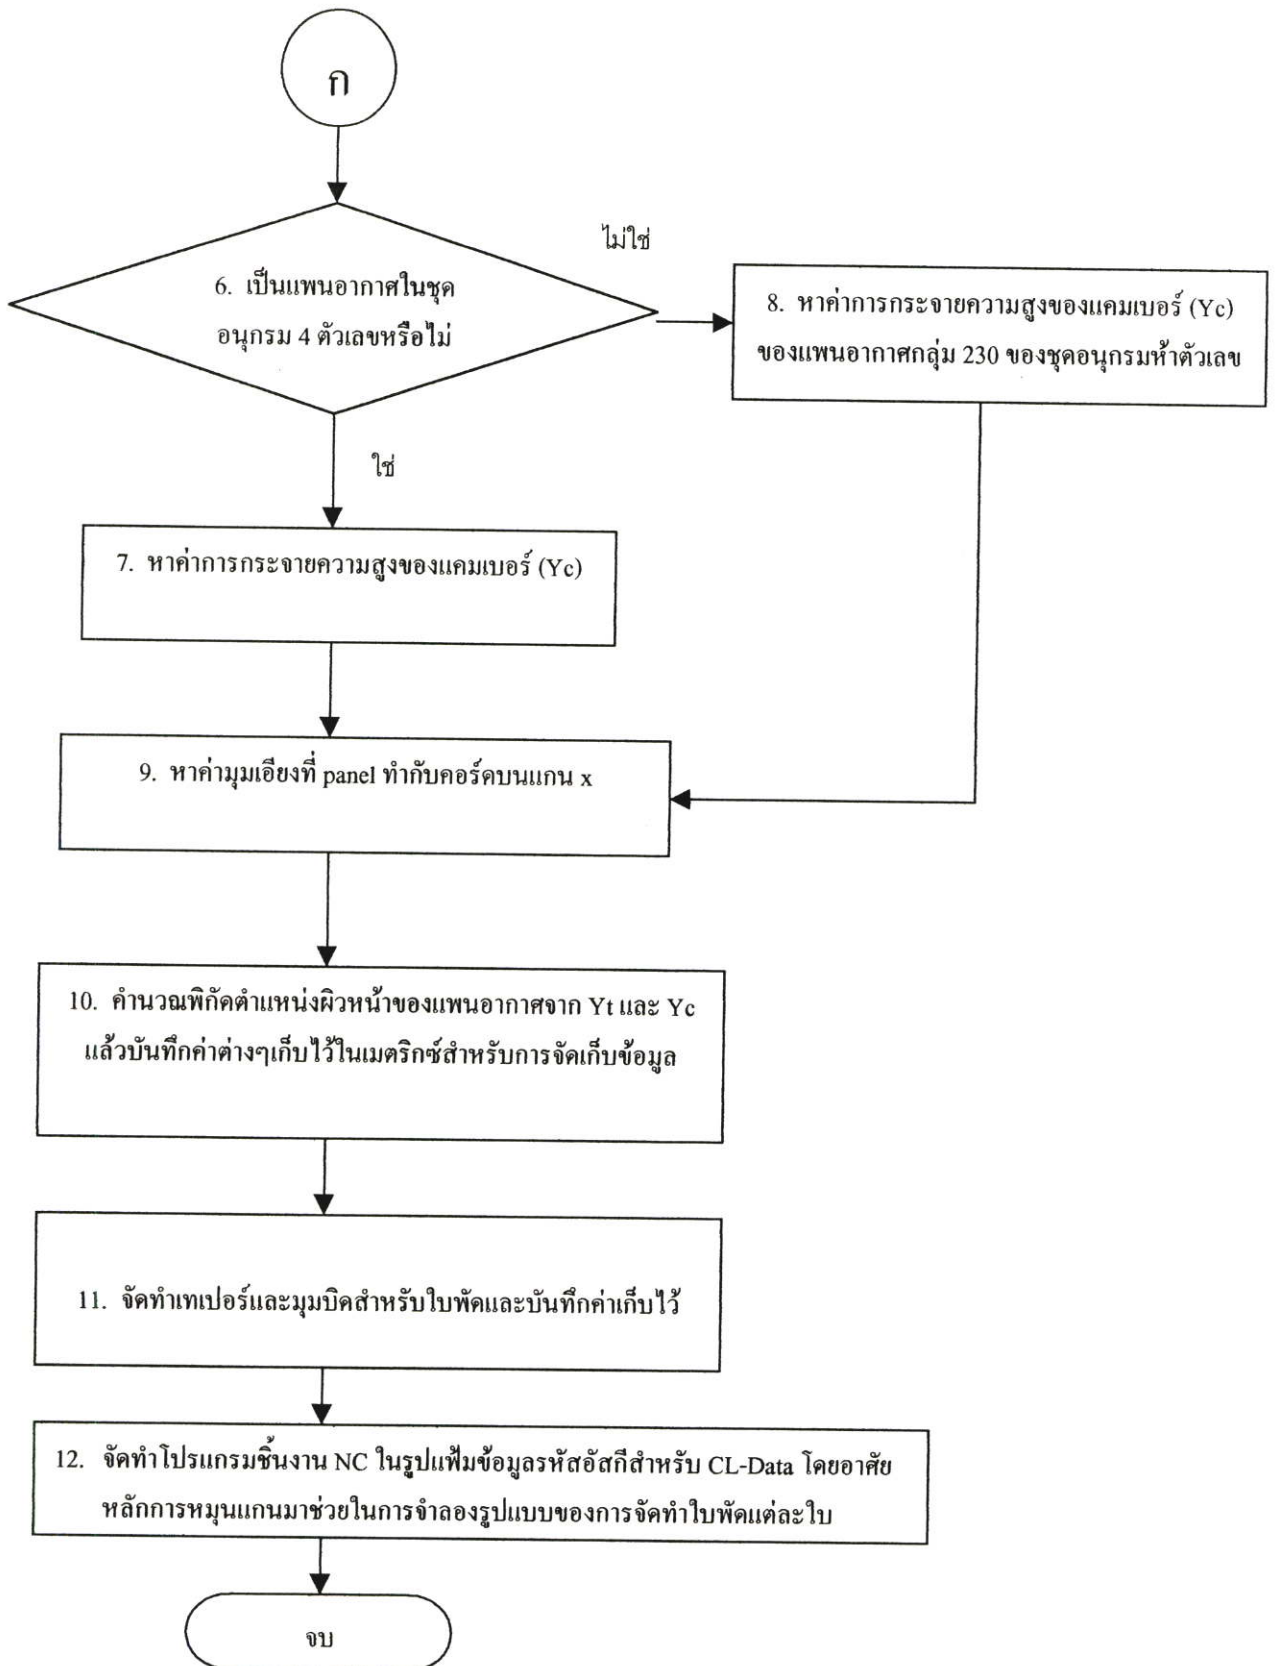 ก
6. เป็นแพนอากาศในชุด
อนุกรม 4 ตัวเลขหรือไม่
ไม่ใช่
8. หาค่าการกระจายความสูงของแคมเบอร์ (Yc)
ของแพนอากาศกลุ่ม 230 ของชุดอนุกรมห้าตัวเลข
ใช่
7. หาค่าการกระจายความสูงของแคมเบอร์ (Yc)
9. หาค่ามุมเอียงที่ panel ทำกับคอร์ดบนแกน x
10. คำนวณพิกัดตำแหน่งผิวหน้าของแพนอากาศจาก Yt และ Yc
แล้วบันทึกค่าต่างๆเก็บไว้ในเมตริกซ์สำหรับการจัดเก็บข้อมูล
11. จัดทำเทเปอร์และมุมบิดสำหรับใบพัดและบันทึกค่าเก็บไว้
12. จัดทำโปรแกรมชิ้นงาน NC ในรูปแฟ้มข้อมูลรหัสอัสกีสำหรับ CL-Data โดยอาศัย
หลักการหมุนแกนมาช่วยในการจำลองรูปแบบของการจัดทำใบพัดแต่ละใบ
จบ